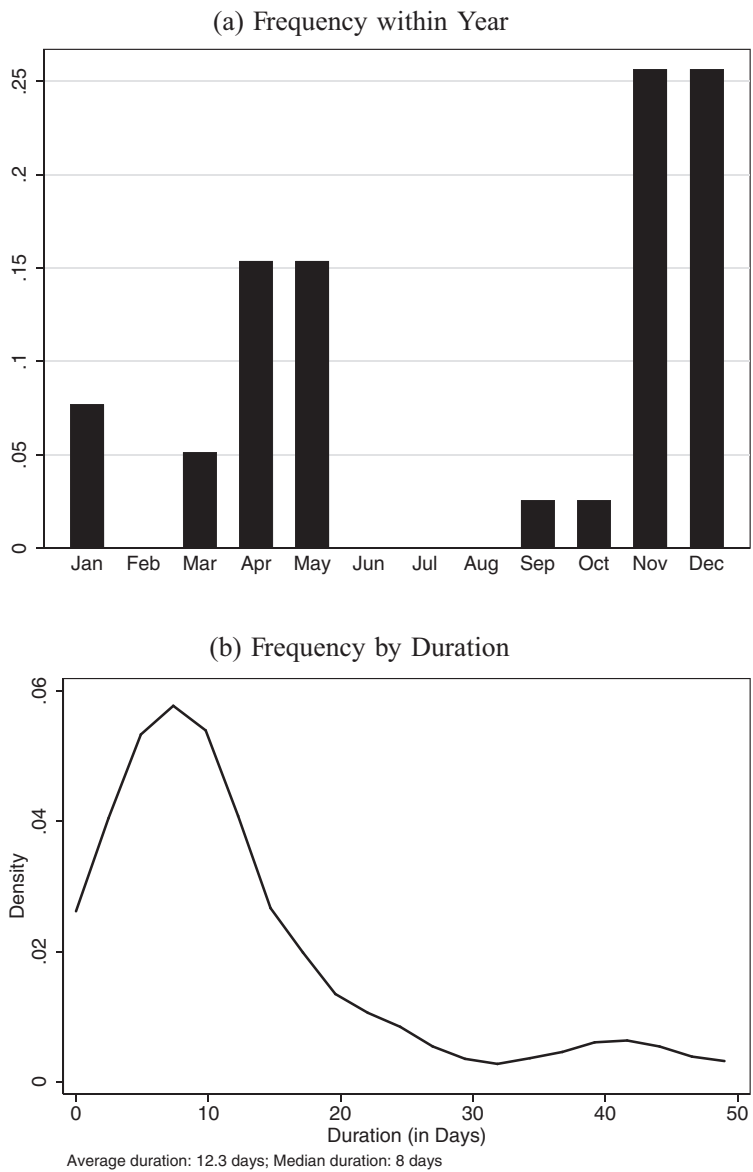 (a) Frequency within Year
.25
.2
.15
.1
.05
0
Jan Feb Mar Apr May Jun Jul Aug Sep Oct Nov Dec
(b) Frequency by Duration
.06
.04
.02
0
Density
0 10 20 30 40 50
Duration (in Days)
Average duration: 12.3 days; Median duration: 8 days